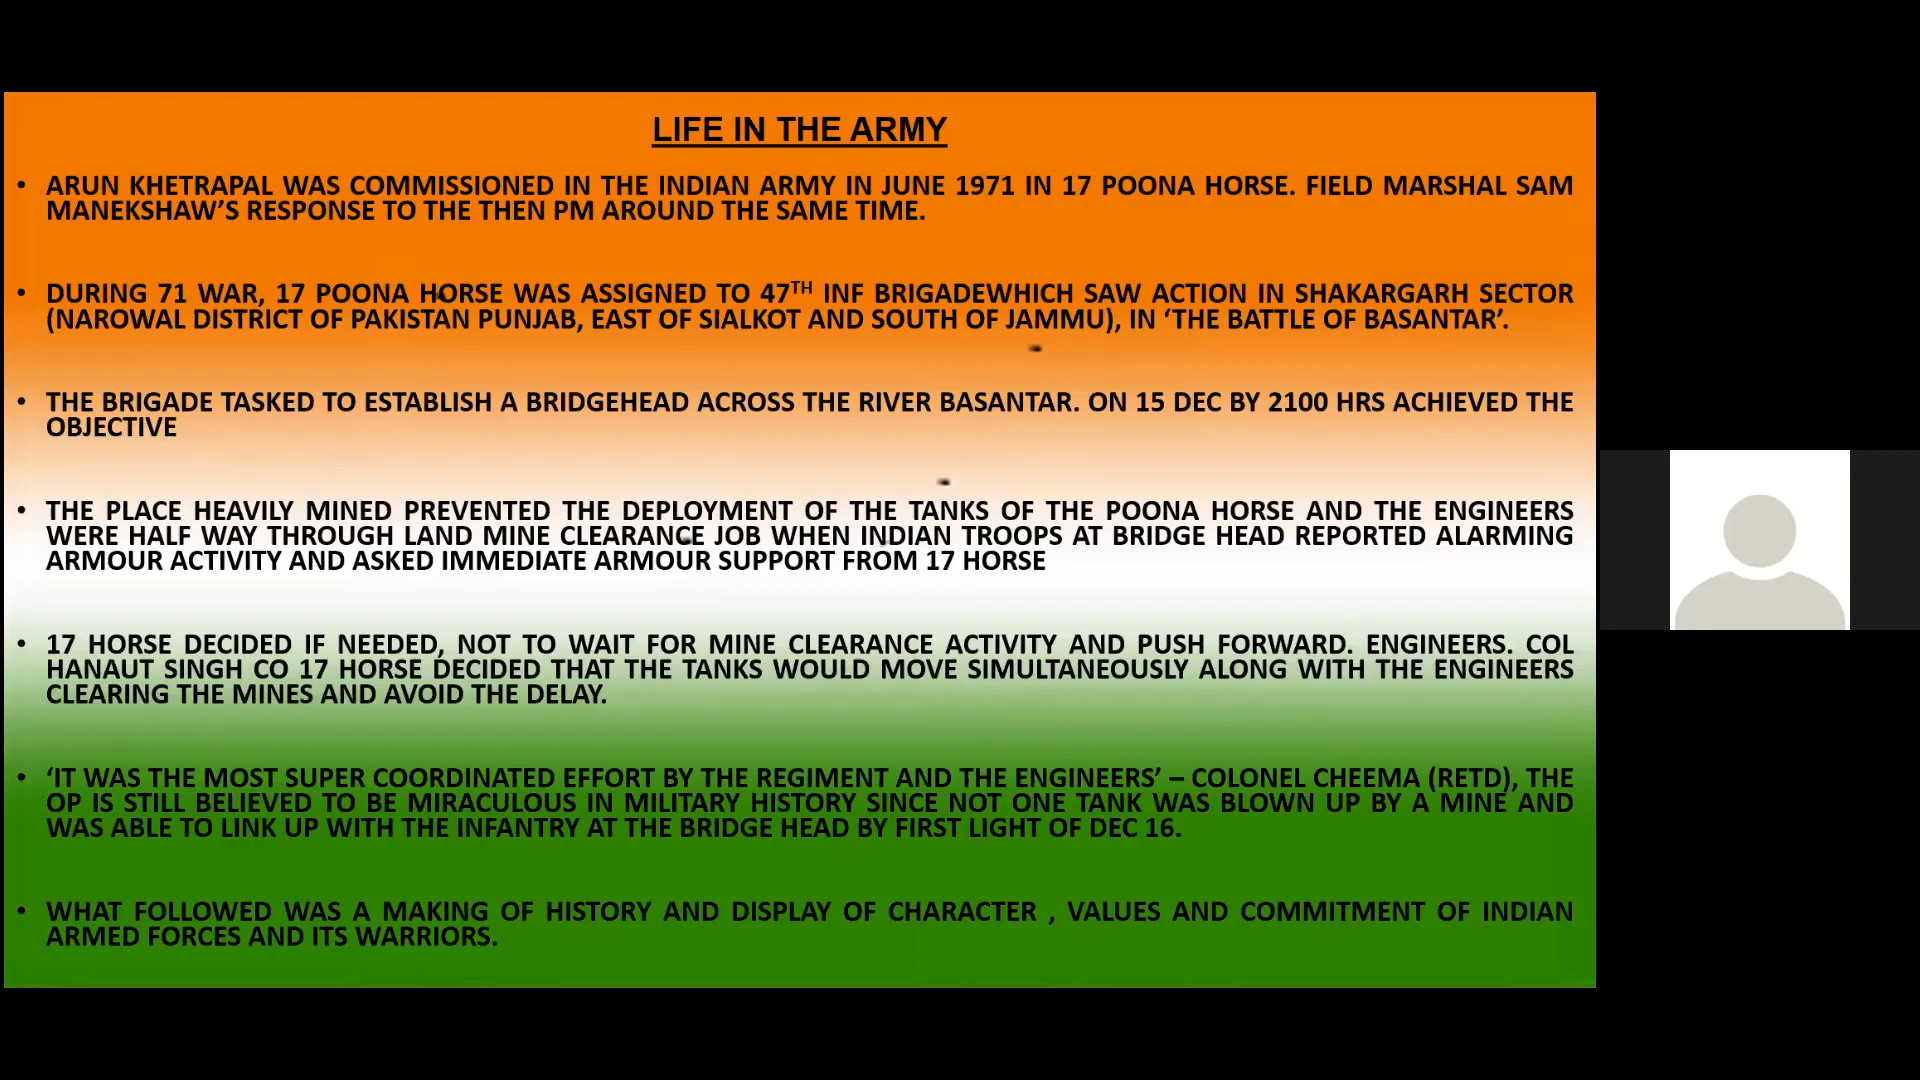 LIFE IN THE ARMY
• ARUN KHETRAPAL WAS COMMISSIONED IN THE INDIAN ARMY IN JUNE 1971 IN 17 POONA HORSE. FIELD MARSHAL SAM
MANEKSHAW’S RESPONSE TO THE THEN PM AROUND THE SAME TIME.
• DURING 71 WAR, 17 POONA HORSE WAS ASSIGNED TO 47TH INF BRIGADEWHICH SAW ACTION IN SHAKARGARH SECTOR
(NAROWAL DISTRICT OF PAKISTAN PUNJAB, EAST OF SIALKOT AND SOUTH OF JAMMU), IN ‘THE BATTLE OF BASANTAR’.
• THE BRIGADE TASKED TO ESTABLISH A BRIDGEHEAD ACROSS THE RIVER BASANTAR. ON 15 DEC BY 2100 HRS ACHIEVED THE
OBJECTIVE
• THE PLACE HEAVILY MINED PREVENTED THE DEPLOYMENT OF THE TANKS OF THE POONA HORSE AND THE ENGINEERS
WERE HALF WAY THROUGH LAND MINE CLEARANCE JOB WHEN INDIAN TROOPS AT BRIDGE HEAD REPORTED ALARMING
ARMOUR ACTIVITY AND ASKED IMMEDIATE ARMOUR SUPPORT FROM 17 HORSE
• 17 HORSE DECIDED IF NEEDED, NOT TO WAIT FOR MINE CLEARANCE ACTIVITY AND PUSH FORWARD. ENGINEERS. COL
HANAUT SINGH CO 17 HORSE DECIDED THAT THE TANKS WOULD MOVE SIMULTANEOUSLY ALONG WITH THE ENGINEERS
CLEARING THE MINES AND AVOID THE DELAY.
• ‘IT WAS THE MOST SUPER COORDINATED EFFORT BY THE REGIMENT AND THE ENGINEERS’ – COLONEL CHEEMA (RETD), THE
OP IS STILL BELIEVED TO BE MIRACULOUS IN MILITARY HISTORY SINCE NOT ONE TANK WAS BLOWN UP BY A MINE AND
WAS ABLE TO LINK UP WITH THE INFANTRY AT THE BRIDGE HEAD BY FIRST LIGHT OF DEC 16.
• WHAT FOLLOWED WAS A MAKING OF HISTORY AND DISPLAY OF CHARACTER , VALUES AND COMMITMENT OF INDIAN
ARMED FORCES AND ITS WARRIORS.